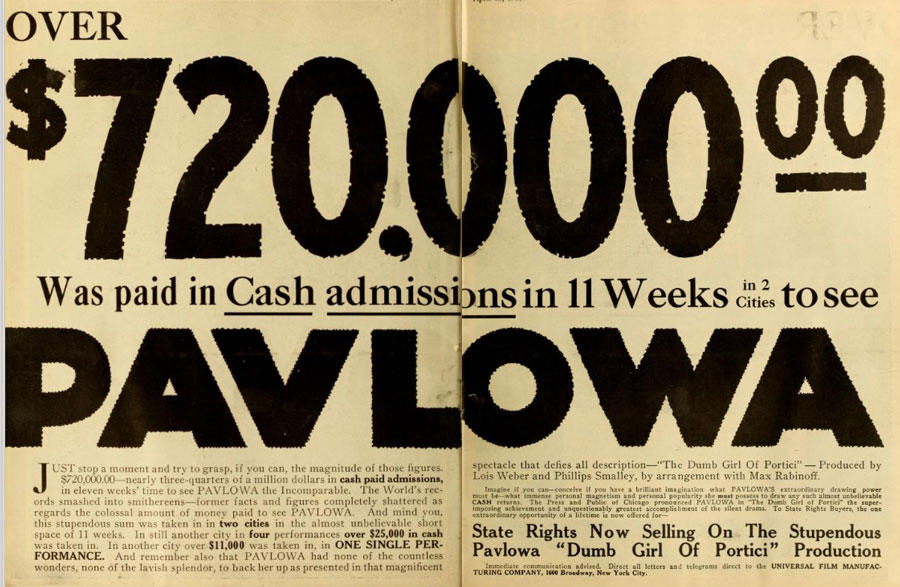 OVER
$720,000 00
Was paid in Cash admissions in 11 Weeks in 2 Cities to see
PAVLOWA
JUST stop a moment and try to grasp, if you can, the magnitude of those figures.
$720,000.00—nearly three-quarters of a million dollars in cash paid admissions,
in eleven weeks' time to see PAVLOWA the Incomparable. The World's rec-
ords smashed into smithereens—former facts and figures completely shattered as
regards the colossal amount of money paid to see PAVLOWA. And mind you,
this stupendous sum was taken in in two cities in the almost unbelievable short
space of 11 weeks. In still another city in four performances over $25,000 in cash
was taken in. In another city over $11,000 was taken in, in ONE SINGLE PER-
FORMANCE. And remember also that PAVLOWA had none of the countless
wonders, none of the lavish splendor, to back her up as presented in that magnificent
spectacle that defies all description—"The Dumb Girl Of Portici"—Produced by
Lois Weber and Phillips Smalley, by arrangement with Max Rabinoff.
Imagine if you can—conceive if you have a brilliant imagination what PAVLOWA'S extraordinary drawing power
must be—what immense personal magnetism and personal popularity she must possess to draw any such almost unbelievable
CASH returns. The Press and Public of Chicago have pronounced PAVLOWA in "The Dumb Girl of Portici" the super-
imposing achievement and unquestionably greatest accomplishment of the silent drama. To State Rights Buyers, the one
extraordinary opportunity of a lifetime is now offered for—
State Rights Now Selling On The Stupendous
Pavlowa "Dumb Girl Of Portici" Production
Immediate communication advised. Direct all letters and telegrams direct to the UNIVERSAL FILM MANUFAC-
TURING COMPANY, 1600 Broadway, New York City.